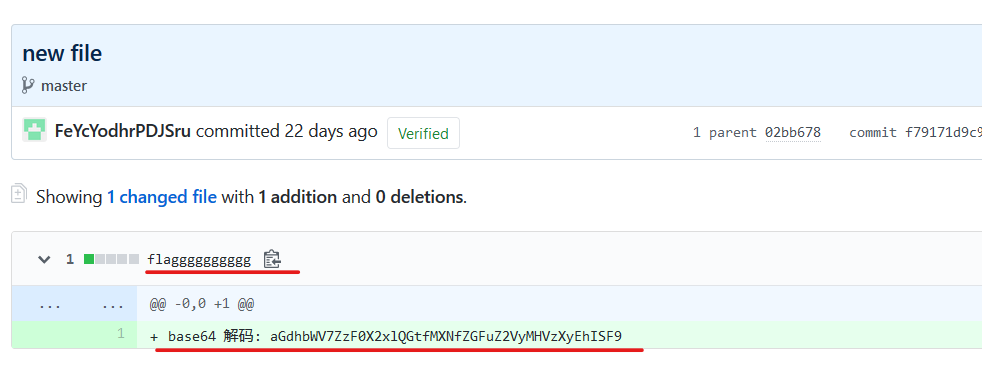 new file
master
FeYcYodhrPDJSru committed 22 days ago Verified 1 parent 02bb678 commit f79171d9c9
Showing 1 changed file with 1 addition and 0 deletions.
1 flagggggggggg
... ... @@ -0,0 +1 @@
1 + base64 解码: aGdhbWV7ZzF0X2xlQGtfMXNfZGFuZ2VyMHVzXyEhISF9